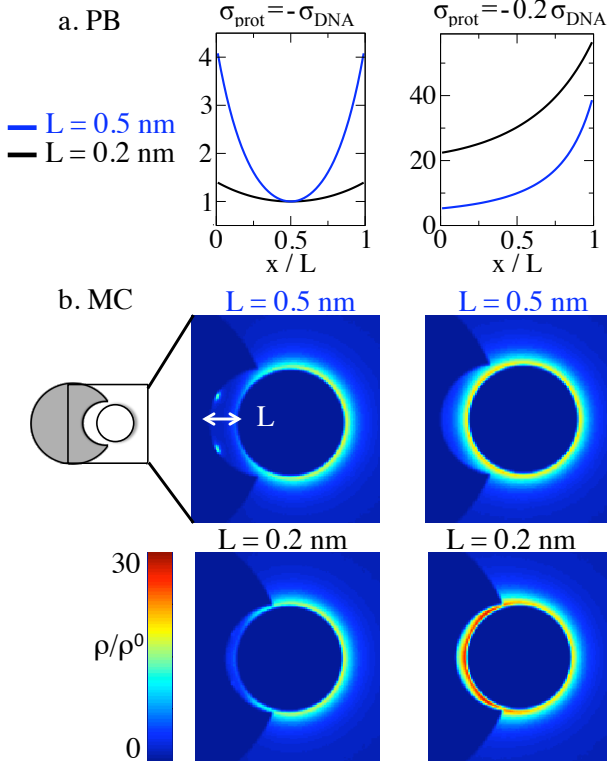 a. PB
σprot=-σDNA
σprot=-0.2σDNA
L = 0.5 nm
L = 0.2 nm
4
3
2
1
0
0.5
1
x / L
40
20
0
0
0.5
1
x / L
b. MC
L = 0.5 nm
L = 0.5 nm
L
L = 0.2 nm
L = 0.2 nm
30
ρ/ρ⁰
0